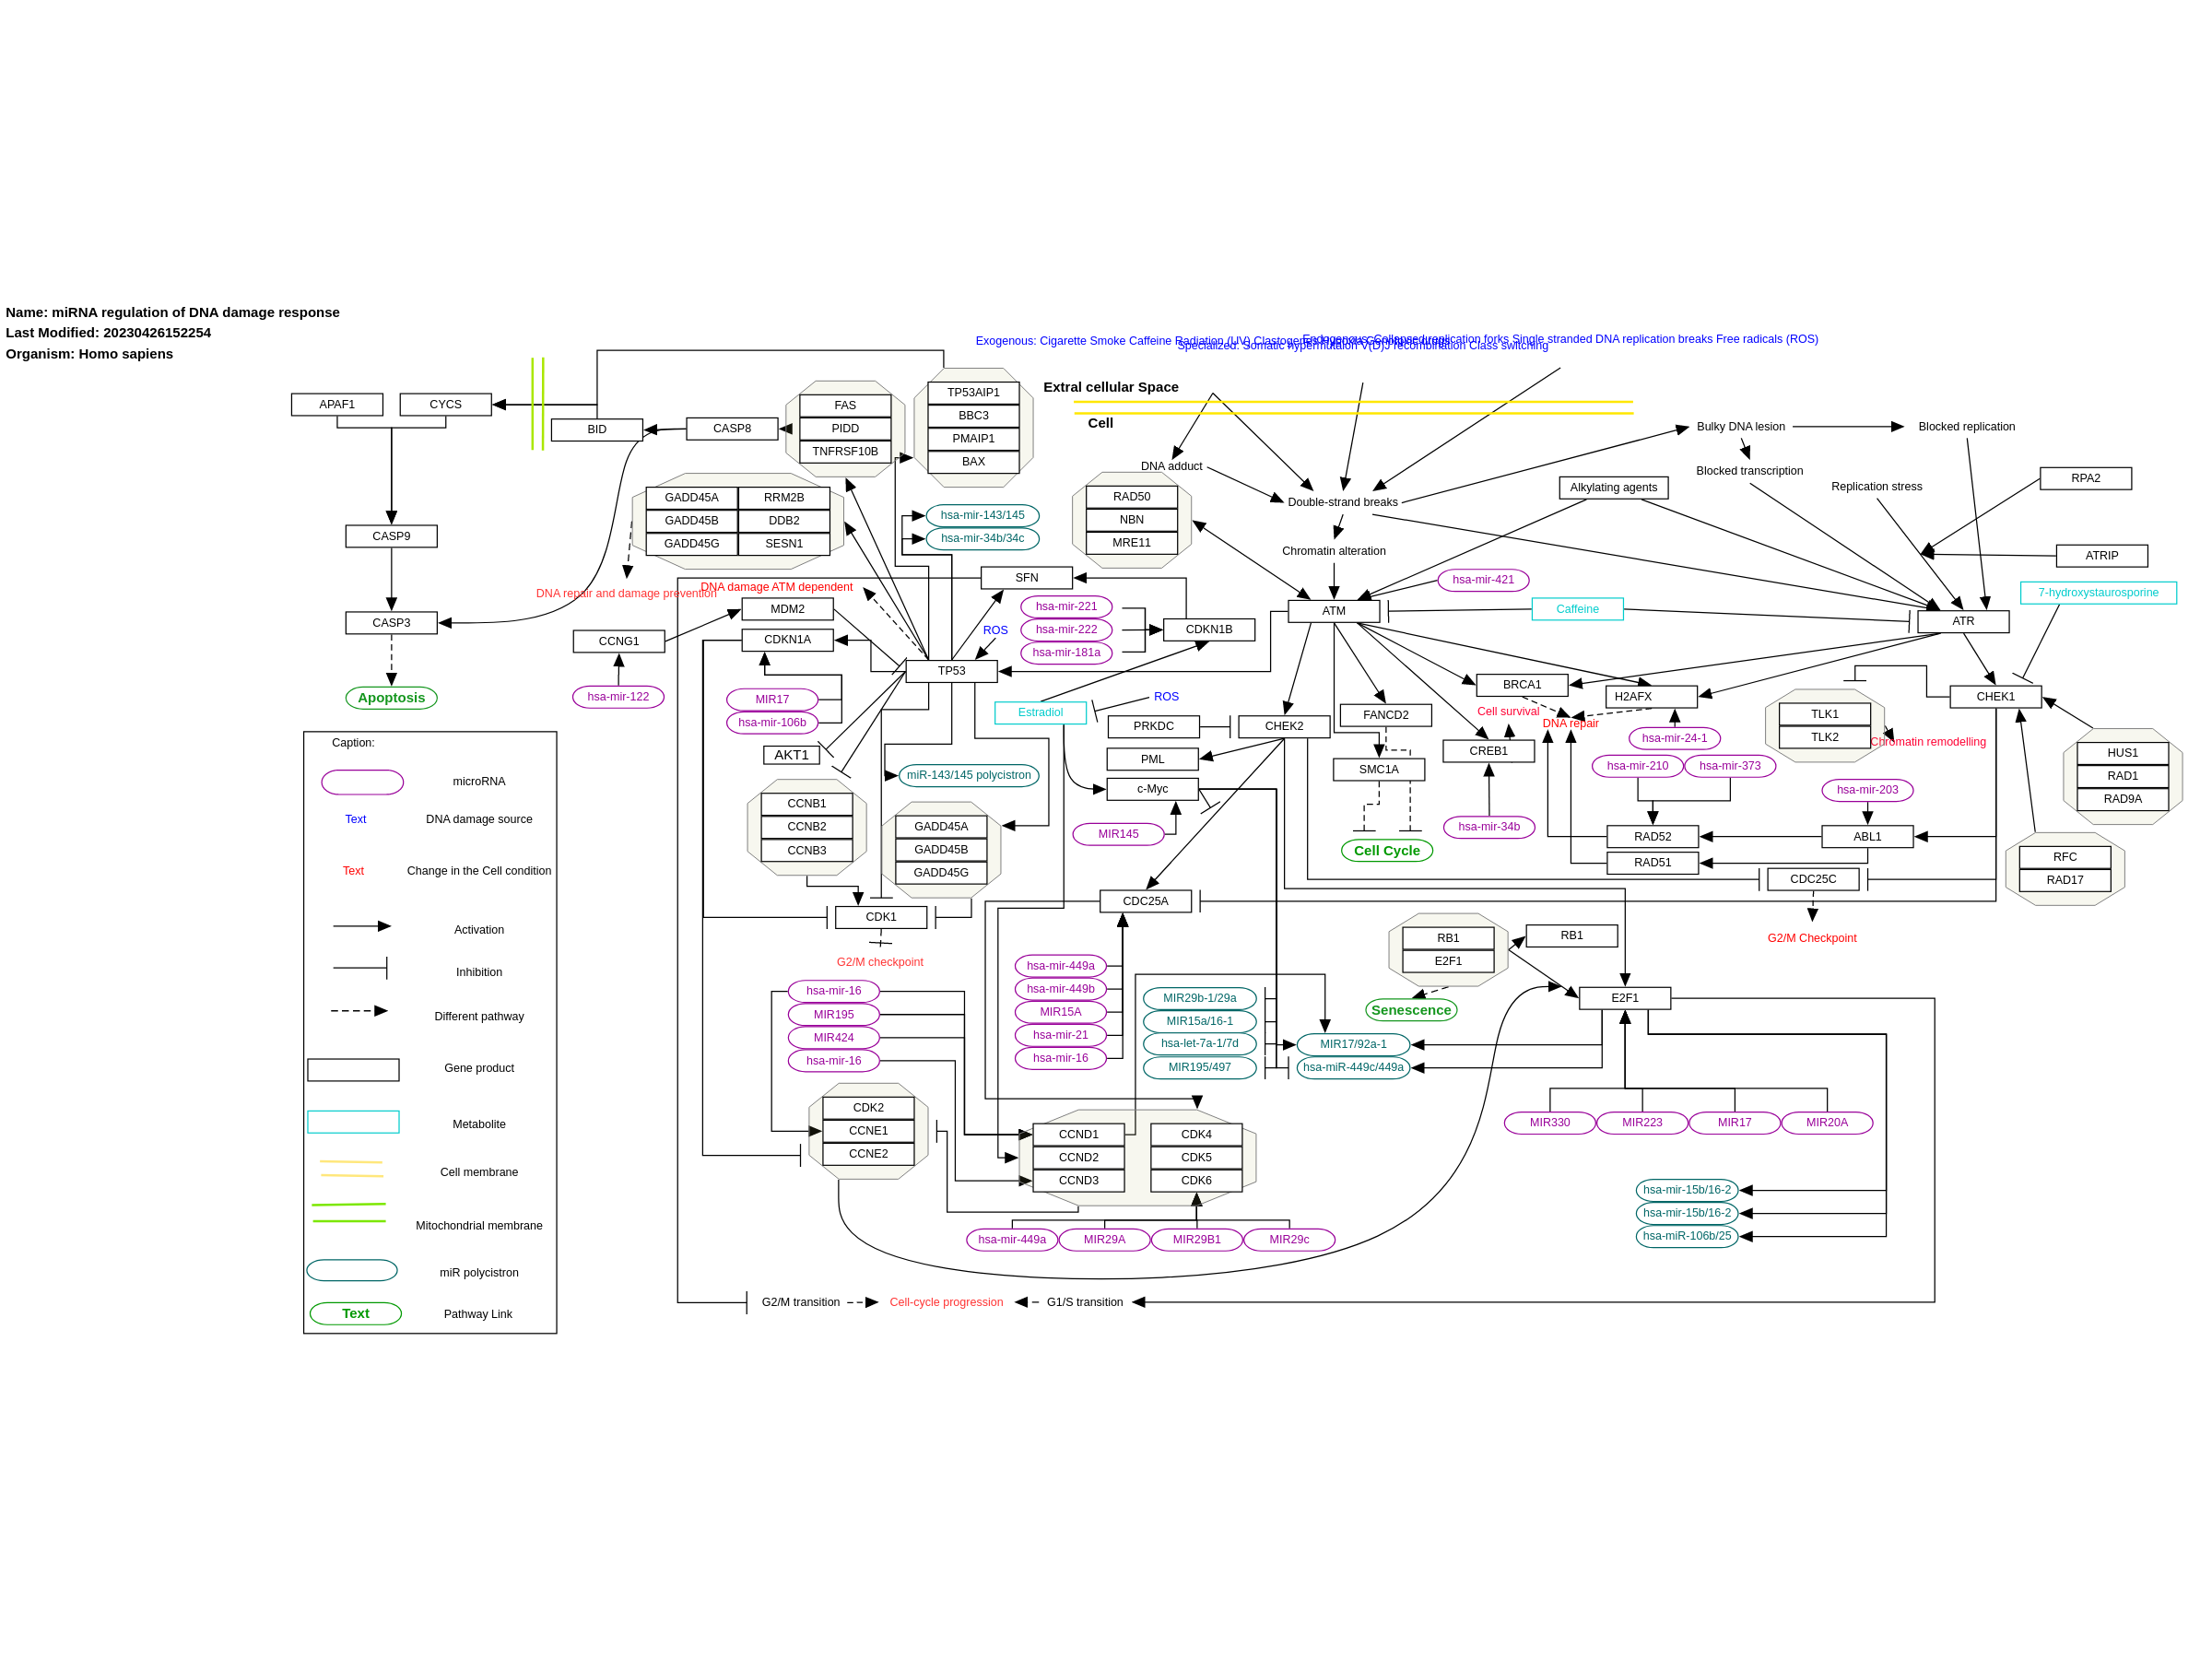 Name: miRNA regulation of DNA damage response
Last Modified: 20230426152254
Organism: Homo sapiens
Exogenous: Cigarette Smoke Caffeine Radiation (UV) Clastogenes Hypoxia Genotoxic drugs
Endogenous: Collapsed replication forks Single stranded DNA replication breaks Free radicals (ROS)
Specialized: Somatic hypermutaion V(D)J recombination Class switching
Extral cellular Space
Cell
APAF1
CYCS
BID
CASP8
FAS
PIDD
TNFRSF10B
TP53AIP1
BBC3
PMAIP1
BAX
GADD45A
RRM2B
GADD45B
DDB2
GADD45G
SESN1
hsa-mir-143/145
hsa-mir-34b/34c
DNA adduct
RAD50
NBN
MRE11
Double-strand breaks
Chromatin alteration
Bulky DNA lesion
Blocked replication
Blocked transcription
Replication stress
Alkylating agents
RPA2
ATRIP
7-hydroxystaurosporine
CASP9
CASP3
Apoptosis
DNA repair and damage prevention
DNA damage ATM dependent
SFN
MDM2
CDKN1A
CCNG1
hsa-mir-122
MIR17
hsa-mir-106b
AKT1
TP53
ROS
hsa-mir-221
hsa-mir-222
hsa-mir-181a
CDKN1B
ATM
hsa-mir-421
Caffeine
ATR
Estradiol
ROS
PRKDC
CHEK2
PML
c-Myc
MIR145
FANCD2
SMC1A
Cell Cycle
BRCA1
Cell survival
DNA repair
CREB1
hsa-mir-34b
H2AFX
hsa-mir-24-1
hsa-mir-210
hsa-mir-373
TLK1
TLK2
Chromatin remodelling
CHEK1
HUS1
RAD1
RAD9A
RFC
RAD17
hsa-mir-203
RAD52
ABL1
RAD51
CDC25C
G2/M Checkpoint
miR-143/145 polycistron
CCNB1
CCNB2
CCNB3
GADD45A
GADD45B
GADD45G
CDK1
G2/M checkpoint
CDC25A
hsa-mir-16
MIR195
MIR424
hsa-mir-16
hsa-mir-449a
hsa-mir-449b
MIR15A
hsa-mir-21
hsa-mir-16
MIR29b-1/29a
MIR15a/16-1
hsa-let-7a-1/7d
MIR195/497
MIR17/92a-1
hsa-miR-449c/449a
RB1
E2F1
RB1
Senescence
E2F1
CDK2
CCNE1
CCNE2
CCND1
CCND2
CCND3
CDK4
CDK5
CDK6
hsa-mir-449a
MIR29A
MIR29B1
MIR29c
MIR330
MIR223
MIR17
MIR20A
hsa-mir-15b/16-2
hsa-mir-15b/16-2
hsa-miR-106b/25
G2/M transition
Cell-cycle progression
G1/S transition
Caption:
microRNA
Text
DNA damage source
Text
Change in the Cell condition
Activation
Inhibition
Different pathway
Gene product
Metabolite
Cell membrane
Mitochondrial membrane
miR polycistron
Text
Pathway Link